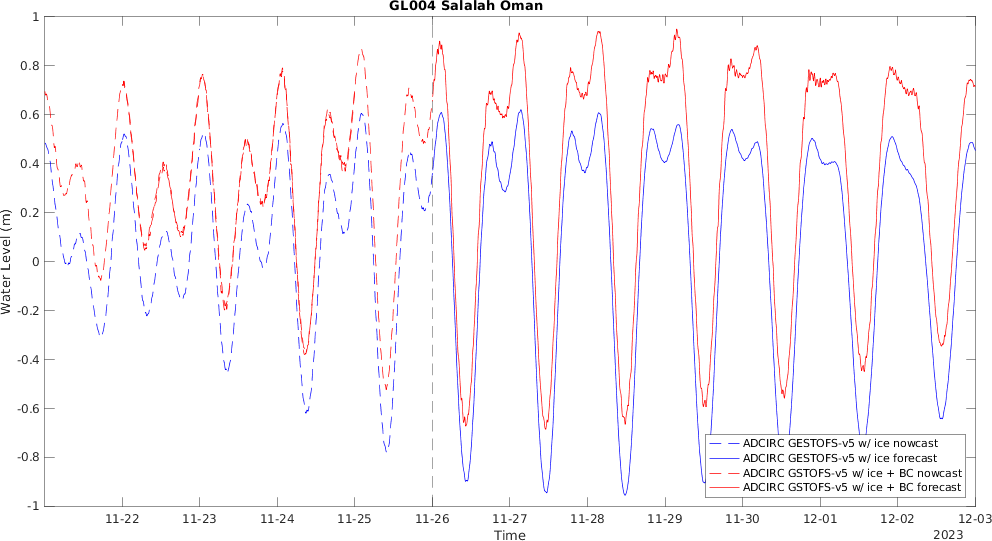 GL004 Salalah Oman
Water Level (m)
1
0.8
0.6
0.4
0.2
0
-0.2
-0.4
-0.6
-0.8
-1
ADCIRC GESTOFS-v5 w/ ice nowcast
ADCIRC GESTOFS-v5 w/ ice forecast
ADCIRC GSTOFS-v5 w/ ice + BC nowcast
ADCIRC GSTOFS-v5 w/ ice + BC forecast
11-22 11-23 11-24 11-25 11-26 11-27 11-28 11-29 11-30 12-01 12-02 12-03
Time
2023